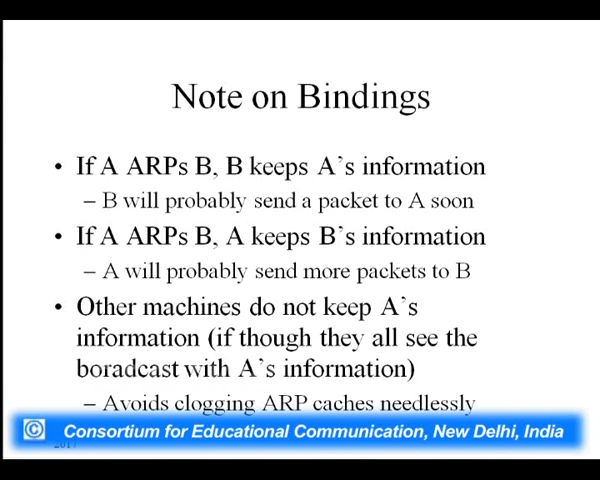 Note on Bindings
• If A ARPs B, B keeps A's information
– B will probably send a packet to A soon
• If A ARPs B, A keeps B's information
– A will probably send more packets to B
• Other machines do not keep A's
information (if though they all see the
boradcast with A's information)
– Avoids clogging ARP caches needlessly
© Consortium for Educational Communication, New Delhi, India